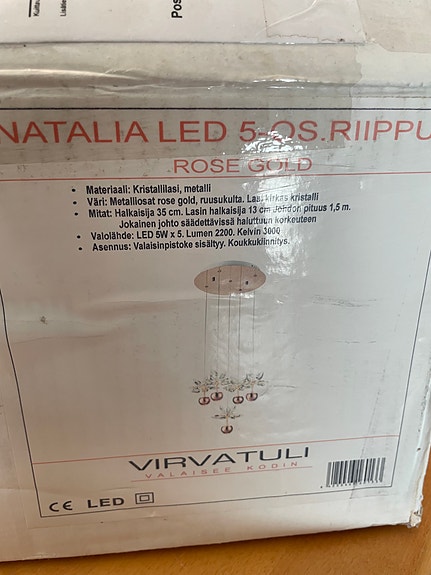 NATALIA LED 5-OS.RIIPPU
ROSE GOLD
• Materiaali: Kristallilasi, metalli
• Väri: Metalliosat rose gold, ruusukulta. Lasi kirkas kristalli
• Mitat: Halkaisija 35 cm. Lasin halkaisija 13 cm Johdon pituus 1,5 m.
Jokainen johto säädettävissä haluttuun korkeuteen
• Valolähde: LED 5W x 5. Lumen 2200. Kelvin 3000
• Asennus: Valaisinpistoke sisältyy. Koukkukiinnitys.
VIRVATULI
VALAISEE KODIN
CE LED